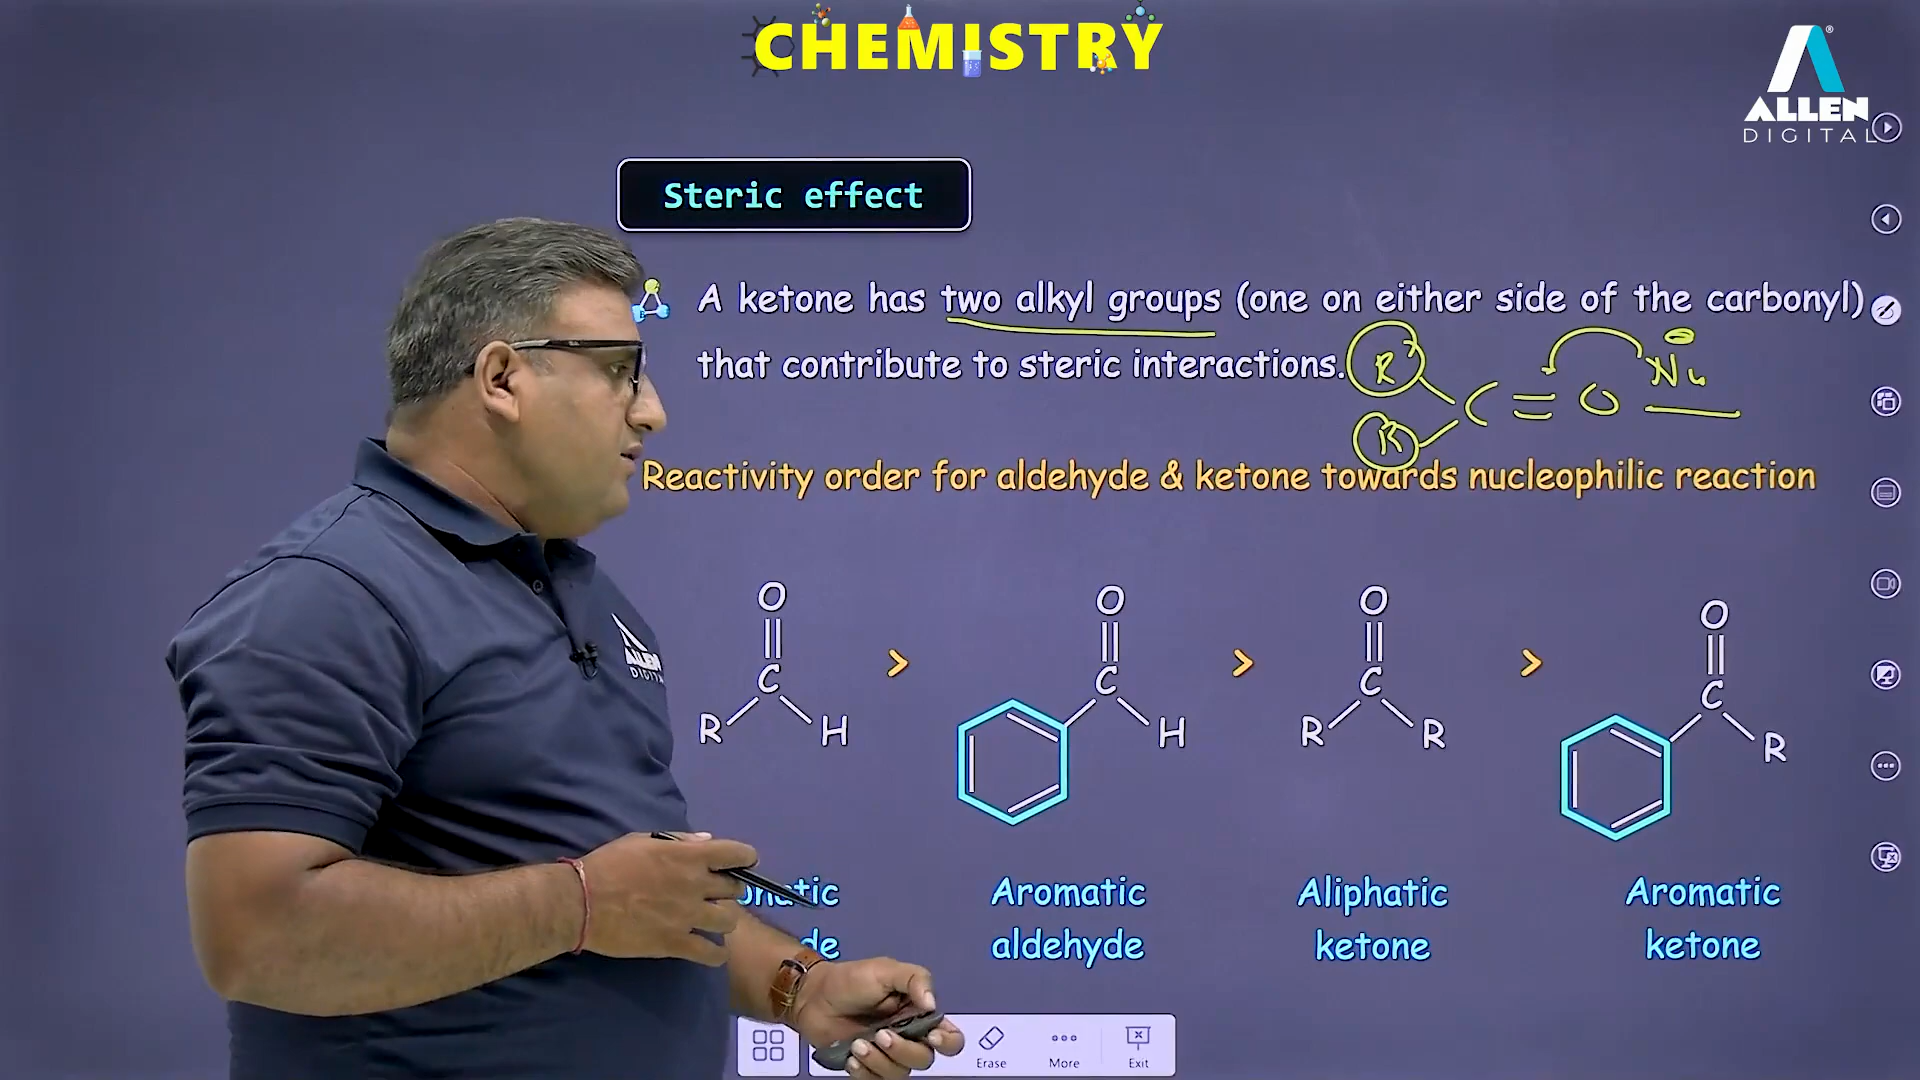 CHEMISTRY
ALLEN
DIGITAL
Steric effect
A ketone has two alkyl groups (one on either side of the carbonyl)
that contribute to steric interactions.
R'
R
C = O
Nu
Reactivity order for aldehyde & ketone towards nucleophilic reaction
O
C
R H
>
O
C
H
>
O
C
R R
>
O
C
R
ALLEN
DIGIT
Aromatic
aldehyde
Aliphatic
ketone
Aromatic
ketone
Erase
More
Exit